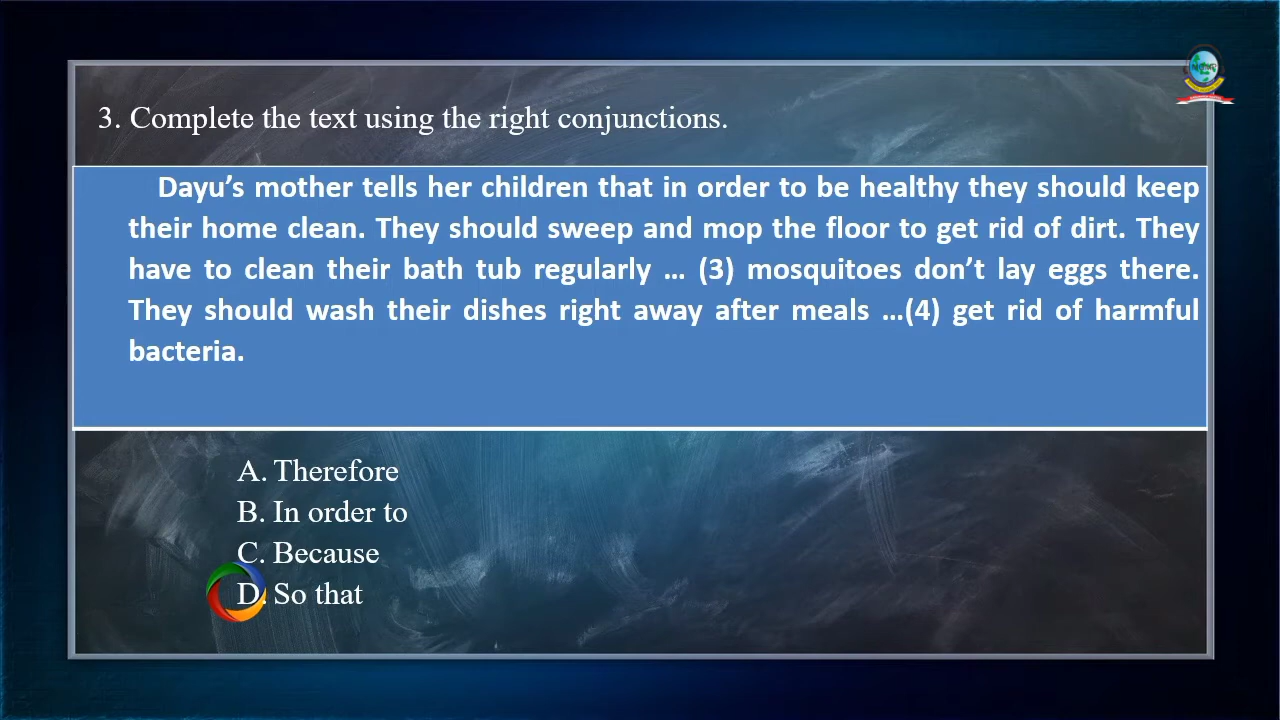 3. Complete the text using the right conjunctions.
Dayu’s mother tells her children that in order to be healthy they should keep
their home clean. They should sweep and mop the floor to get rid of dirt. They
have to clean their bath tub regularly … (3) mosquitoes don’t lay eggs there.
They should wash their dishes right away after meals …(4) get rid of harmful
bacteria.
A. Therefore
B. In order to
C. Because
D. So that